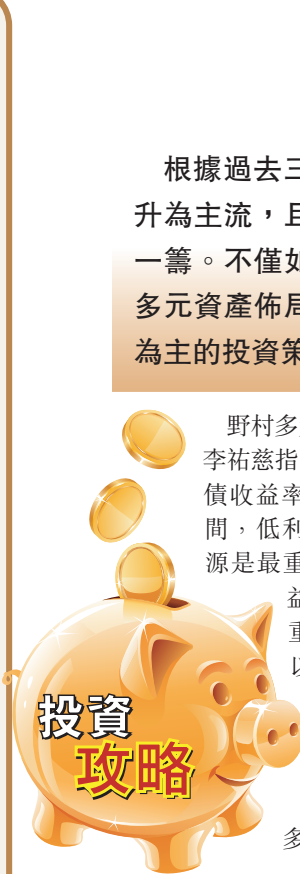 根據過去三
升為主流，且
一籌。不僅如
多元資產佈局
為主的投資策
野村多
李祐慈指
債收益率
間，低利
源是最重
益
重
以
多
投資
攻略